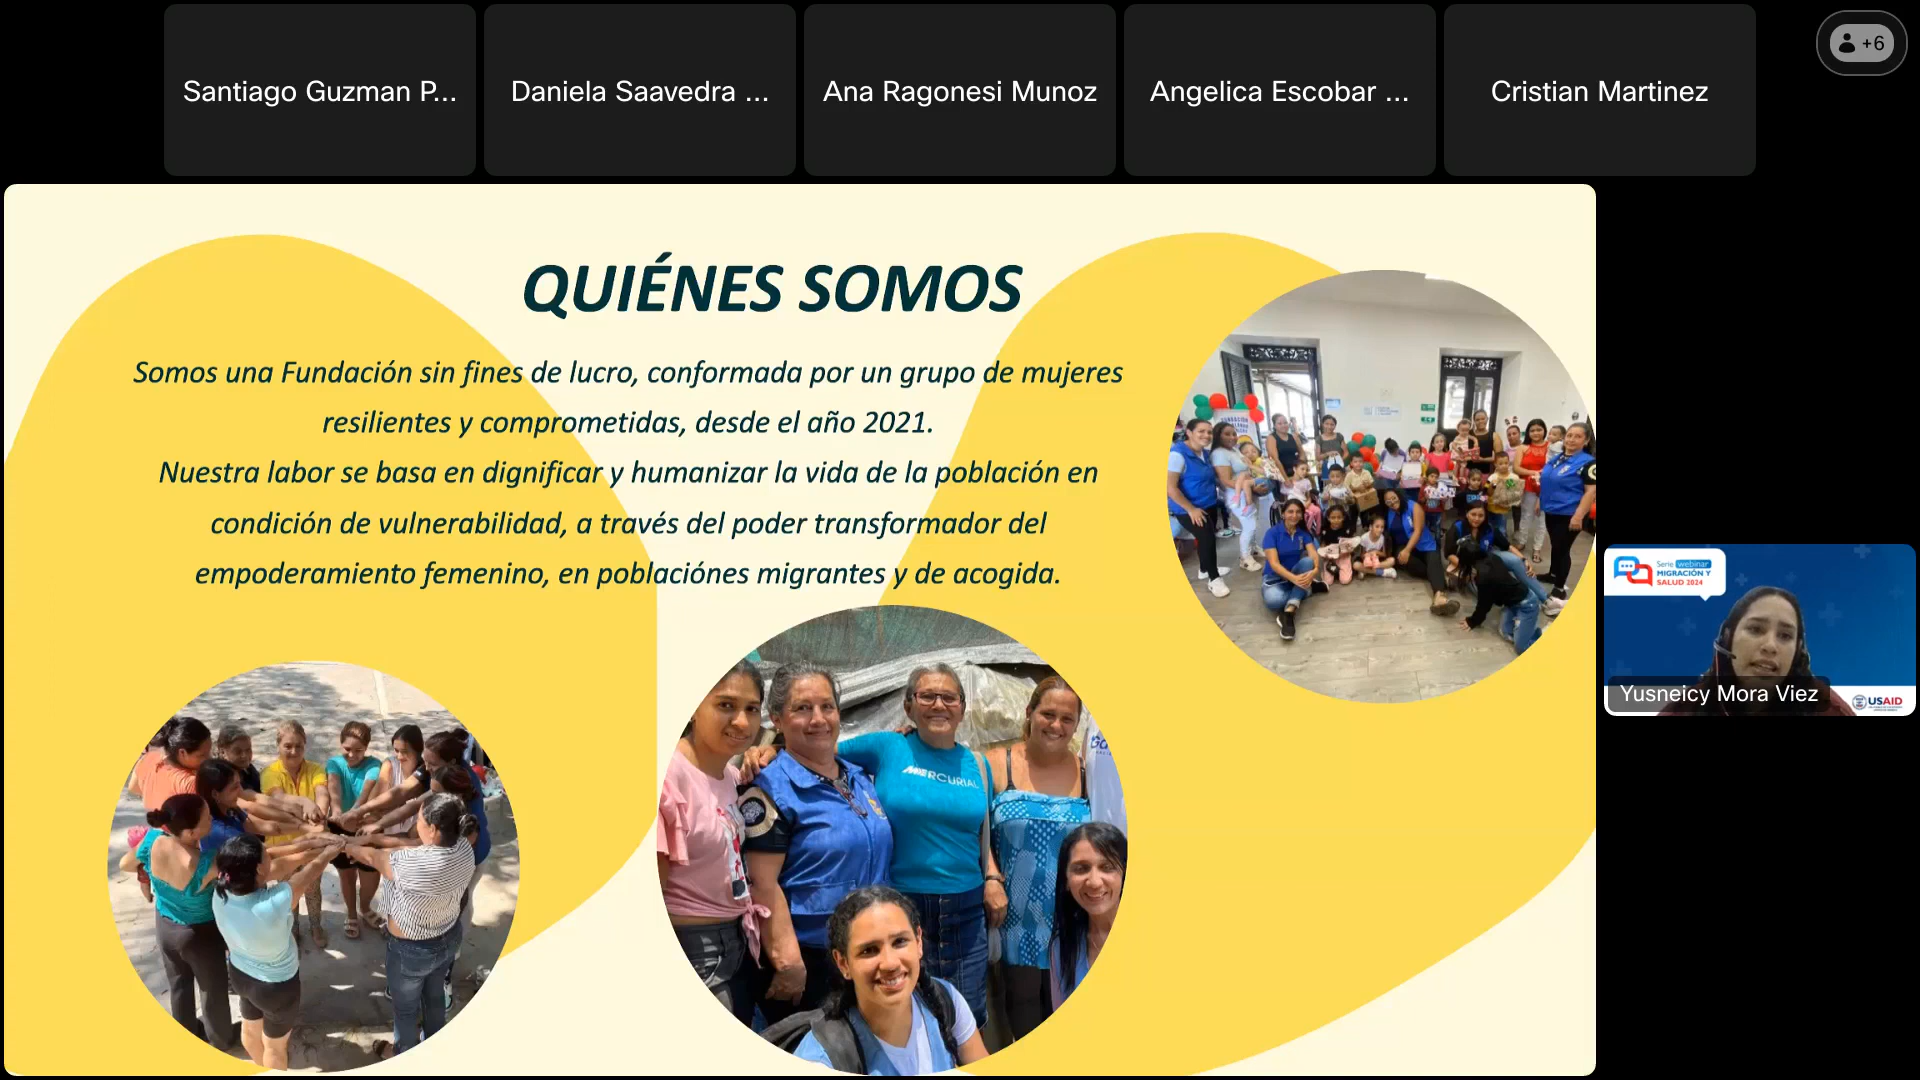 Santiago Guzman P...
Daniela Saavedra ...
Ana Ragonesi Munoz
Angelica Escobar ...
Cristian Martinez
+6
QUIÉNES SOMOS
Somos una Fundación sin fines de lucro, conformada por un grupo de mujeres
resilientes y comprometidas, desde el año 2021.
Nuestra labor se basa en dignificar y humanizar la vida de la población en
condición de vulnerabilidad, a través del poder transformador del
empoderamiento femenino, en poblaciónes migrantes y de acogida.
MERCURIAL
Serie webinar
MIGRACIÓN Y
SALUD 2024
Yusneicy Mora Viez
USAID